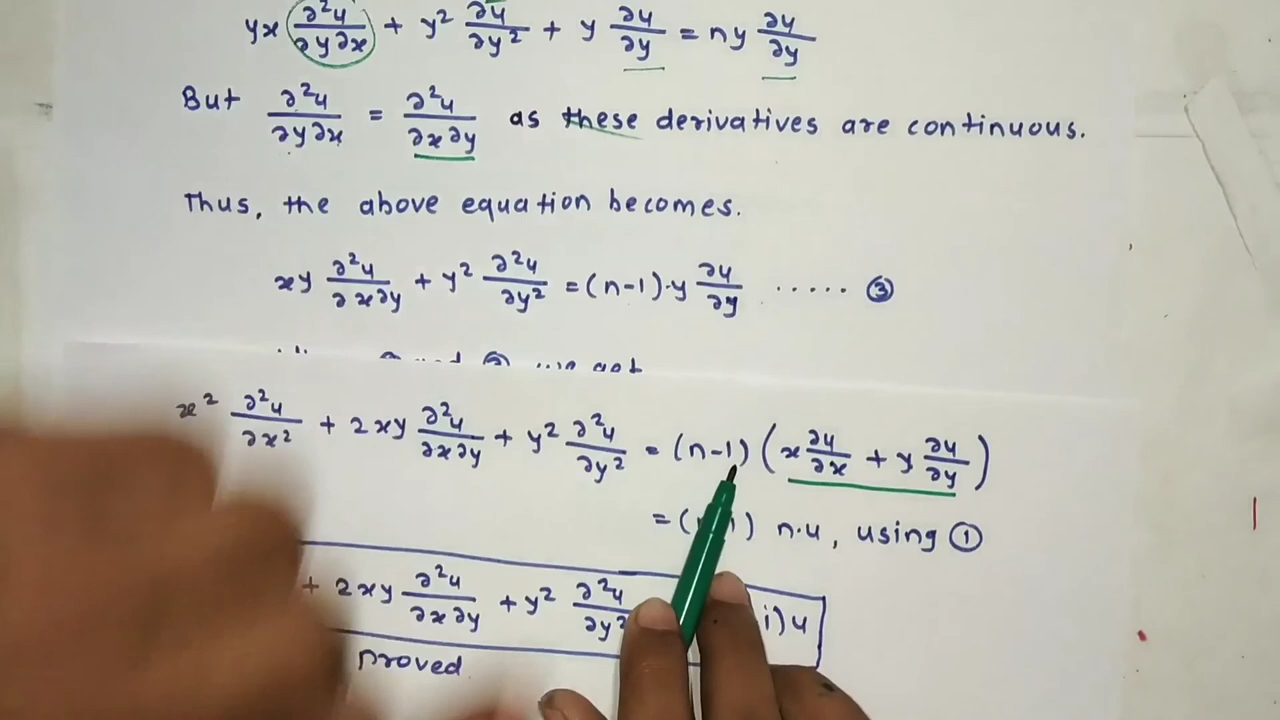 yx ∂²u/∂y∂x + y² ∂u/∂y² + y ∂u/∂y = ny ∂u/∂y
But ∂²u/∂y∂x = ∂²u/∂x∂y as these derivatives are continuous.
Thus, the above equation becomes.
xy ∂²u/∂x∂y + y² ∂²u/∂y² = (n-1)·y ∂u/∂y ..... ③
x² ∂²u/∂x² + 2xy ∂²u/∂x∂y + y² ∂²u/∂y² = (n-1) (x ∂u/∂x + y ∂u/∂y)
= ( ) n·u, using ①
+ 2xy ∂²u/∂x∂y + y² ∂²u/∂y² )u
proved